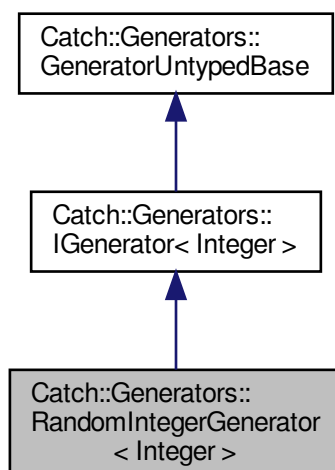 Catch::Generators::
GeneratorUntypedBase
Catch::Generators::
IGenerator< Integer >
Catch::Generators::
RandomIntegerGenerator
< Integer >